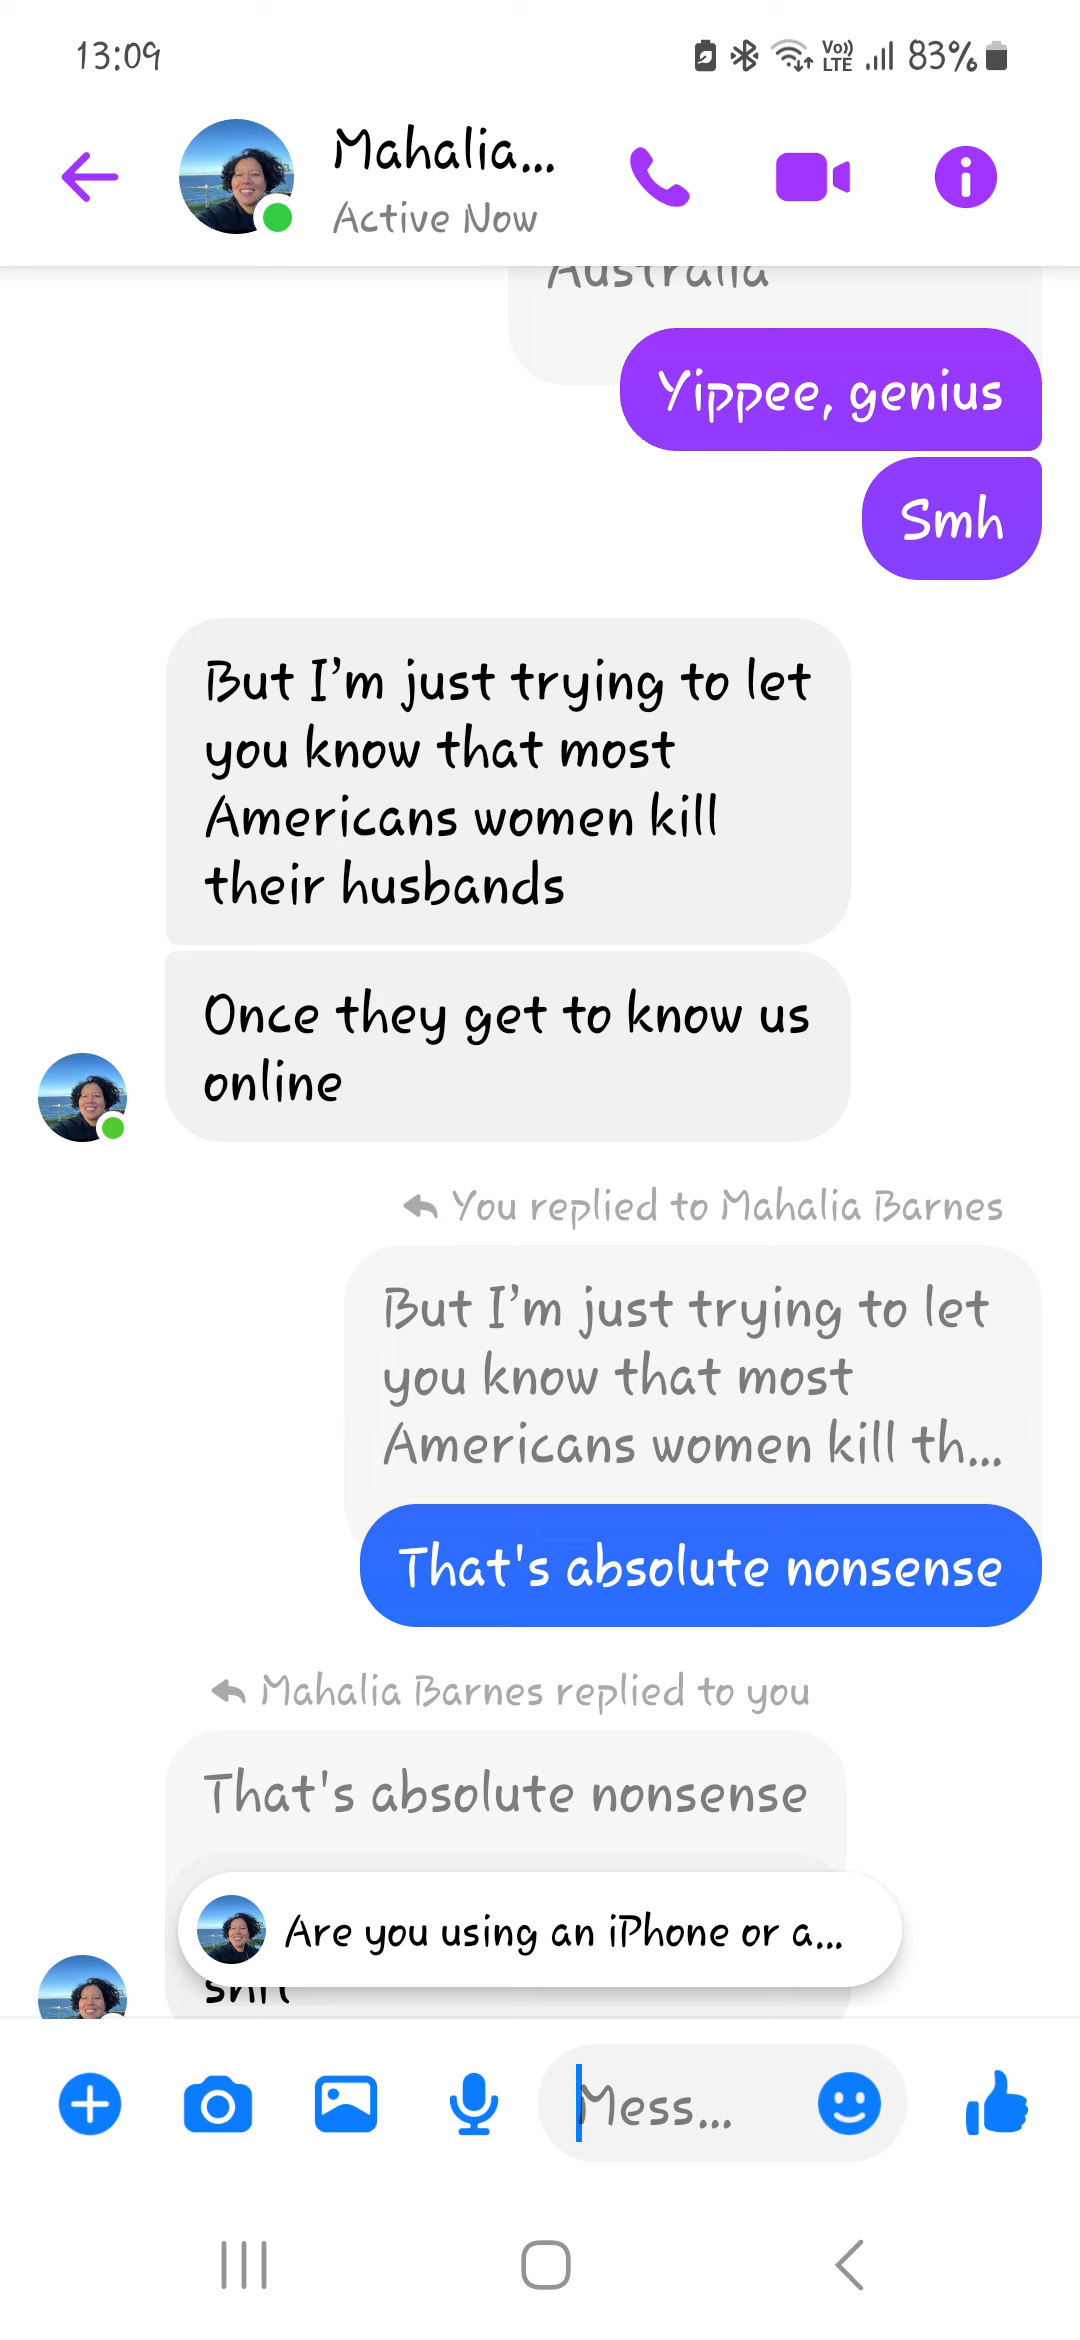 13:09
Vo))
LTE
83%
Mahalia...
Active Now
Australia
Yippee, genius
Smh
But I'm just trying to let
you know that most
Americans women kill
their husbands
Once they get to know us
online
You replied to Mahalia Barnes
But I'm just trying to let
you know that most
Americans women kill th...
That's absolute nonsense
Mahalia Barnes replied to you
That's absolute nonsense
Are you using an iPhone or a...
Mess...